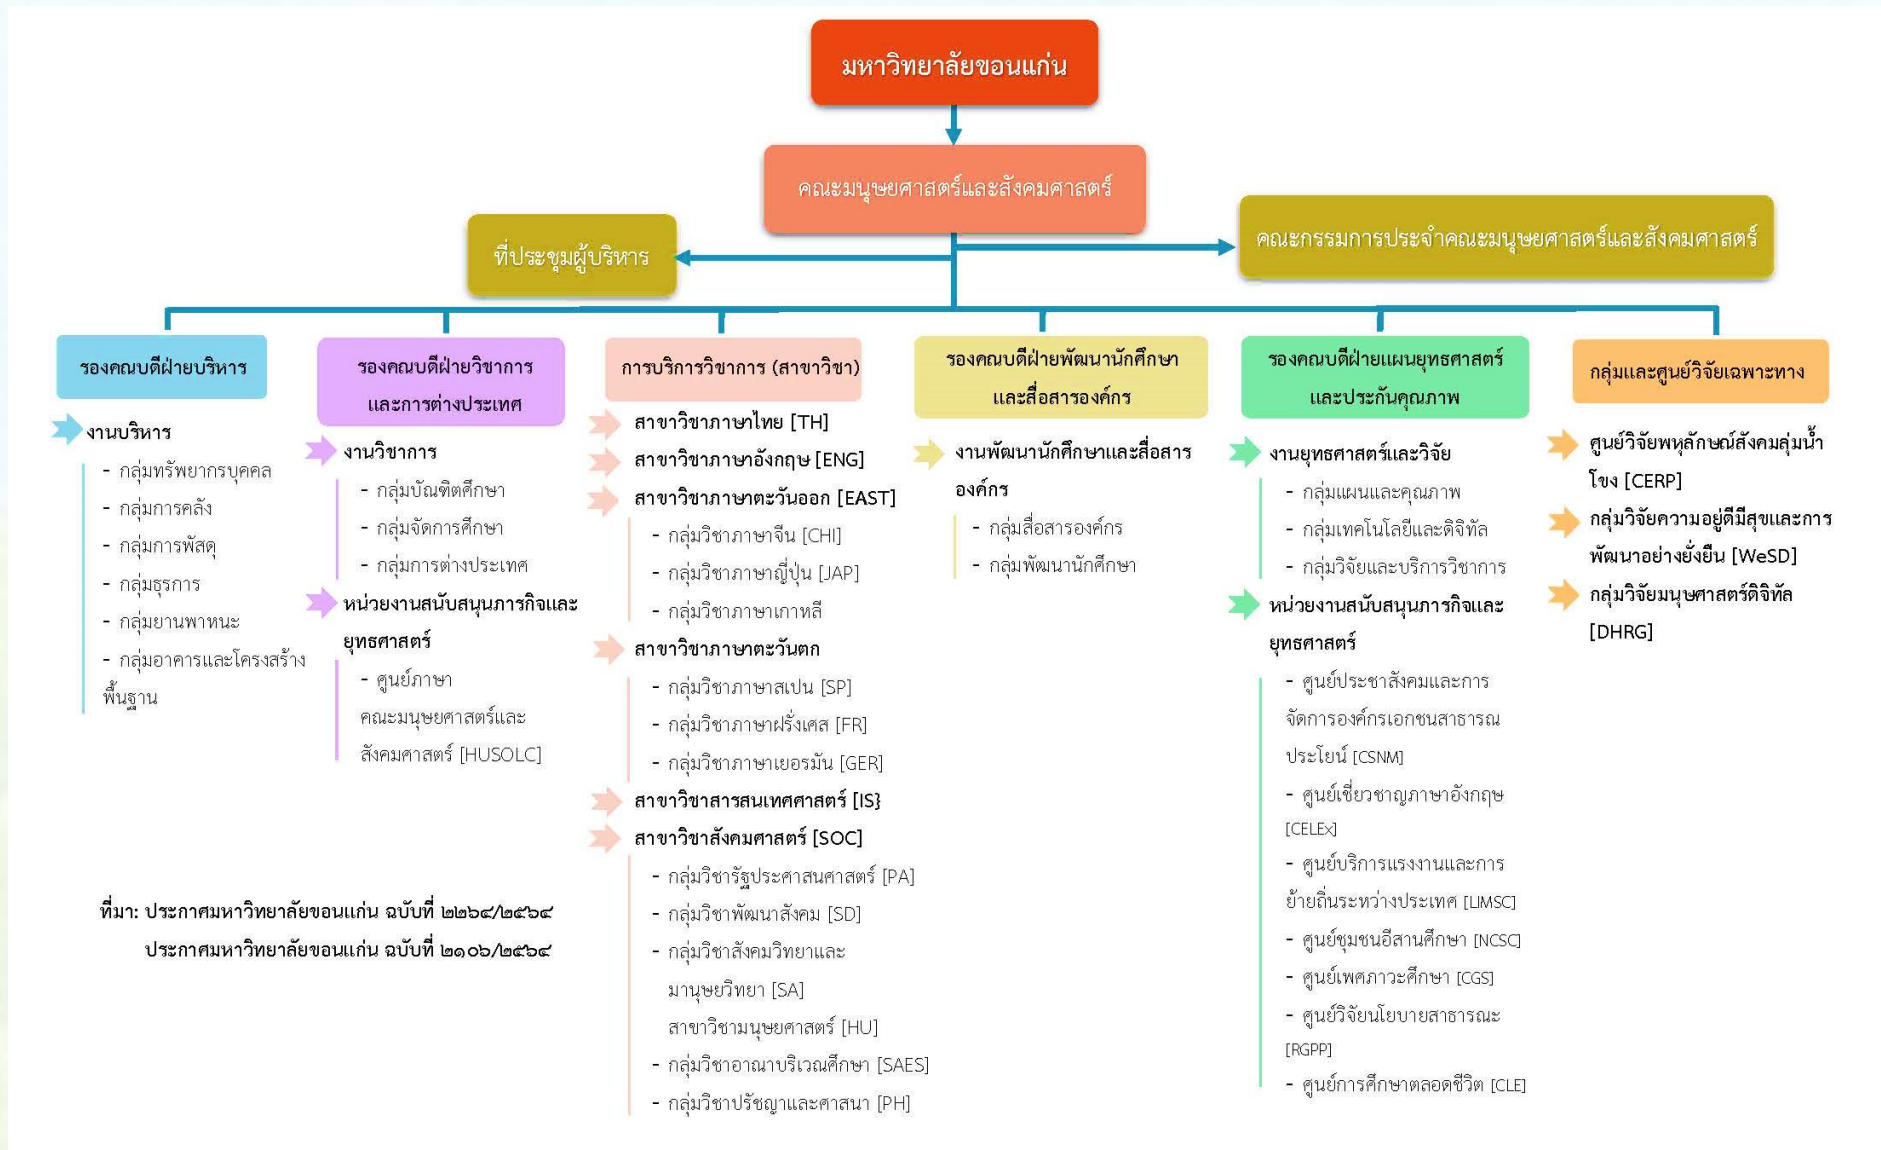 มหาวิทยาลัยขอนแก่น
คณะมนุษยศาสตร์และสังคมศาสตร์
ที่ประชุมผู้บริหาร
คณะกรรมการประจำคณะมนุษยศาสตร์และสังคมศาสตร์
รองคณบดีฝ่ายบริหาร
งานบริหาร
- กลุ่มทรัพยากรบุคคล
- กลุ่มการคลัง
- กลุ่มการพัสดุ
- กลุ่มธุรการ
- กลุ่มยานพาหนะ
- กลุ่มอาคารและโครงสร้าง
พื้นฐาน
รองคณบดีฝ่ายวิชาการ
และการต่างประเทศ
งานวิชาการ
- กลุ่มบัณฑิตศึกษา
- กลุ่มจัดการศึกษา
- กลุ่มการต่างประเทศ
หน่วยงานสนับสนุนภารกิจและ
ยุทธศาสตร์
- ศูนย์ภาษา
คณะมนุษยศาสตร์และ
สังคมศาสตร์ [HUSOLC]
การบริการวิชาการ (สาขาวิชา)
สาขาวิชาภาษาไทย [TH]
สาขาวิชาภาษาอังกฤษ [ENG]
สาขาวิชาภาษาตะวันออก [EAST]
- กลุ่มวิชาภาษาจีน [CHI]
- กลุ่มวิชาภาษาญี่ปุ่น [JAP]
- กลุ่มวิชาภาษาเกาหลี
สาขาวิชาภาษาตะวันตก
- กลุ่มวิชาภาษาสเปน [SP]
- กลุ่มวิชาภาษาฝรั่งเศส [FR]
- กลุ่มวิชาภาษาเยอรมัน [GER]
สาขาวิชาสารสนเทศศาสตร์ [IS}
สาขาวิชาสังคมศาสตร์ [SOC]
- กลุ่มวิชารัฐประศาสนศาสตร์ [PA]
- กลุ่มวิชาพัฒนาสังคม [SD]
- กลุ่มวิชาสังคมวิทยาและ
มานุษยวิทยา [SA]
สาขาวิชามนุษยศาสตร์ [HU]
- กลุ่มวิชาอาณาบริเวณศึกษา [SAES]
- กลุ่มวิชาปรัชญาและศาสนา [PH]
รองคณบดีฝ่ายพัฒนานักศึกษา
และสื่อสารองค์กร
งานพัฒนานักศึกษาและสื่อสาร
องค์กร
- กลุ่มสื่อสารองค์กร
- กลุ่มพัฒนานักศึกษา
รองคณบดีฝ่ายแผนยุทธศาสตร์
และประกันคุณภาพ
งานยุทธศาสตร์และวิจัย
- กลุ่มแผนและคุณภาพ
- กลุ่มเทคโนโลยีและดิจิทัล
- กลุ่มวิจัยและบริการวิชาการ
หน่วยงานสนับสนุนภารกิจและ
ยุทธศาสตร์
- ศูนย์ประชาสังคมและการ
จัดการองค์กรเอกชนสาธารณ
ประโยน์ [CSNM]
- ศูนย์เชี่ยวชาญภาษาอังกฤษ
[CELEx]
- ศูนย์บริการแรงงานและการ
ย้ายถิ่นระหว่างประเทศ [LIMSC]
- ศูนย์ชุมชนอีสานศึกษา [NCSC]
- ศูนย์เพศภาวะศึกษา [CGS]
- ศูนย์วิจัยนโยบายสาธารณะ
[RGPP]
- ศูนย์การศึกษาตลอดชีวิต [CLE]
กลุ่มและศูนย์วิจัยเฉพาะทาง
ศูนย์วิจัยพหุลักษณ์สังคมลุ่มน้ำ
โขง [CERP]
กลุ่มวิจัยความอยู่ดีมีสุขและการ
พัฒนาอย่างยั่งยืน [WeSD]
กลุ่มวิจัยมนุษศาสตร์ดิจิทัล
[DHRG]
ที่มา: ประกาศมหาวิทยาลัยขอนแก่น ฉบับที่ ๒๒๖๔/๒๕๖๔
ประกาศมหาวิทยาลัยขอนแก่น ฉบับที่ ๒๑๐๖/๒๕๖๔